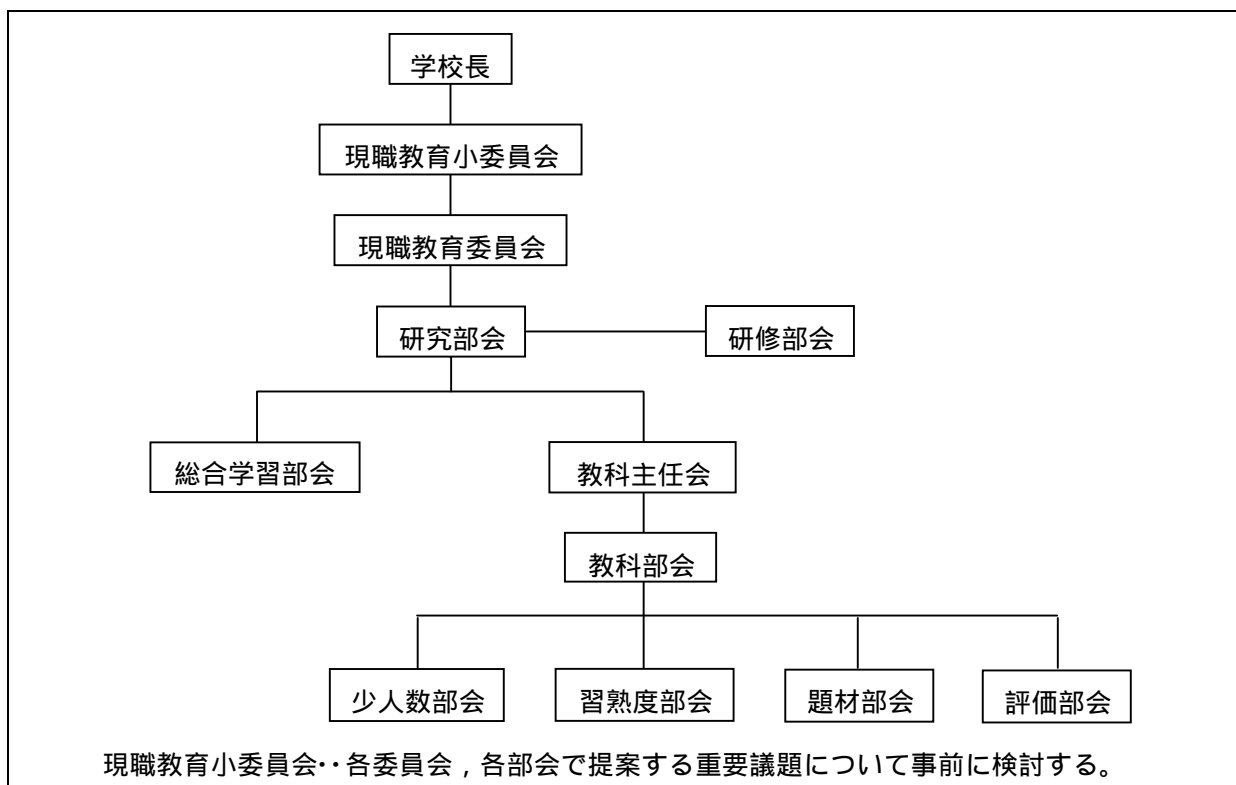 学校長
現職教育小委員会
現職教育委員会
研究部会
研修部会
総合学習部会
教科主任会
教科部会
少人数部会
習熟度部会
題材部会
評価部会
現職教育小委員会･･各委員会，各部会で提案する重要議題について事前に検討する。